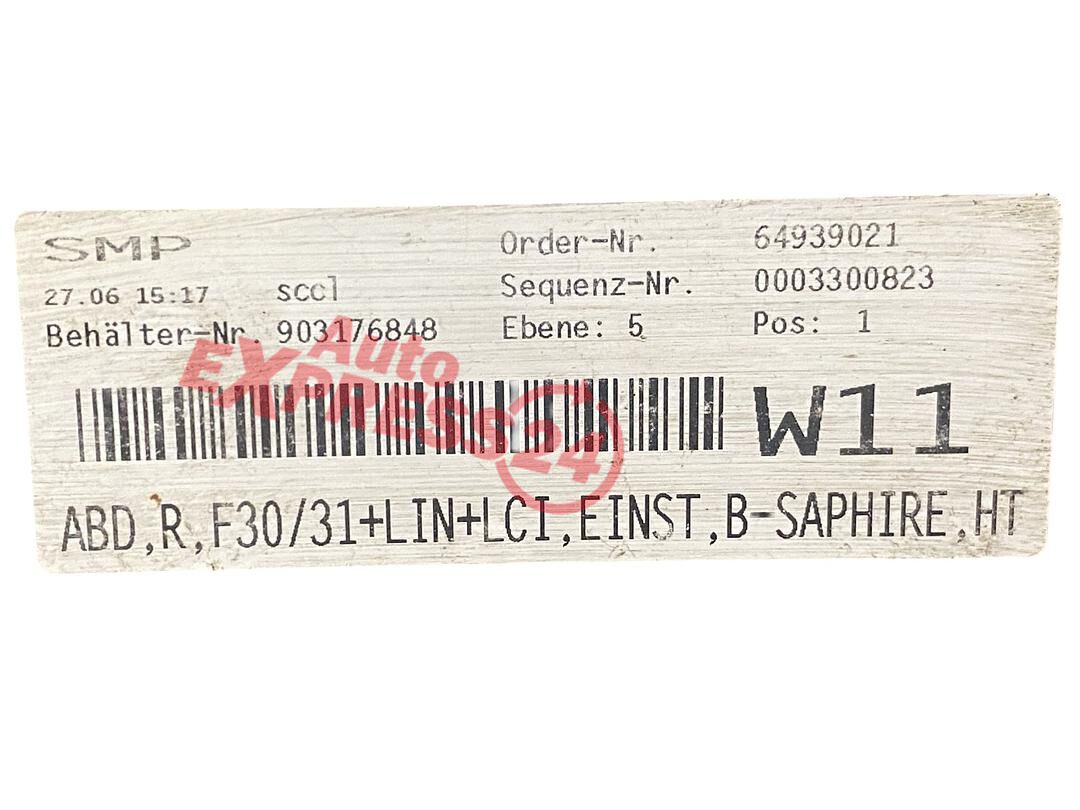 SMP
Order-Nr. 64939021
27.06 15:17 sccl
Sequenz-Nr. 0003300823
Behälter-Nr. 903176848
Ebene: 5 Pos: 1
Auto
EXPRESS24
W11
ABD,R,F30/31+LIN+LCI,EINST,B-SAPHIRE,HT